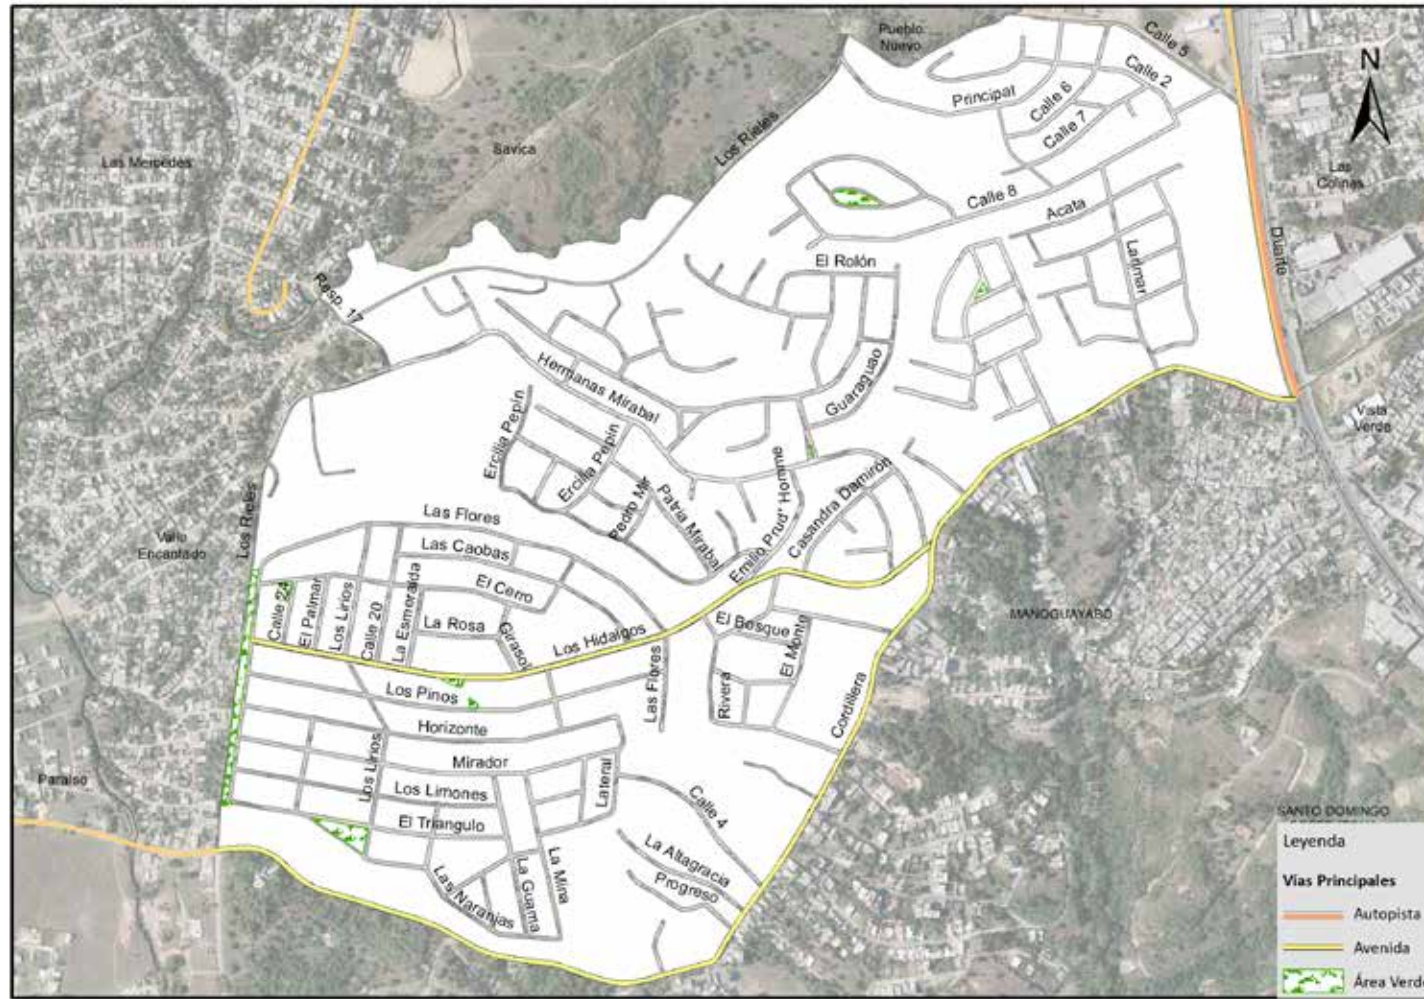 Pueblo
Nuevo
Calle 5
Calle 2
N
Principal
Calle 6
Calle 7
Las Mercedes
Savica
Los Rieles
Las
Colinas
Calle 8
Acata
Larimar
Duarte
El Rolón
Resp. 17
Hermanas Mirabal
Guaraguao
Vista
Verde
Ercilia Pepín
Ercilia Pepín
Pedro Mir
Patria Mirabal
Emilio Prud' Homme
Casandra Damirón
Los Rieles
Valle
Encantado
Las Flores
Las Caobas
El Cerro
Calle 24
El Palmar
Los Lirios
Calle 20
La Esmeralda
La Rosa
Girasol
Los Hidalgos
El Bosque
El Monte
MANOGUAYABO
Los Pinos
Las Flores
Rivera
Cordillera
Horizonte
Mirador
Los Lirios
Los Limones
Lateral
Calle 4
Paraíso
El Triangulo
La Altagracia
Progreso
Las Naranjas
La Guama
La Mina
SANTO DOMINGO
Leyenda
Vias Principales
Autopista
Avenida
Área Verd